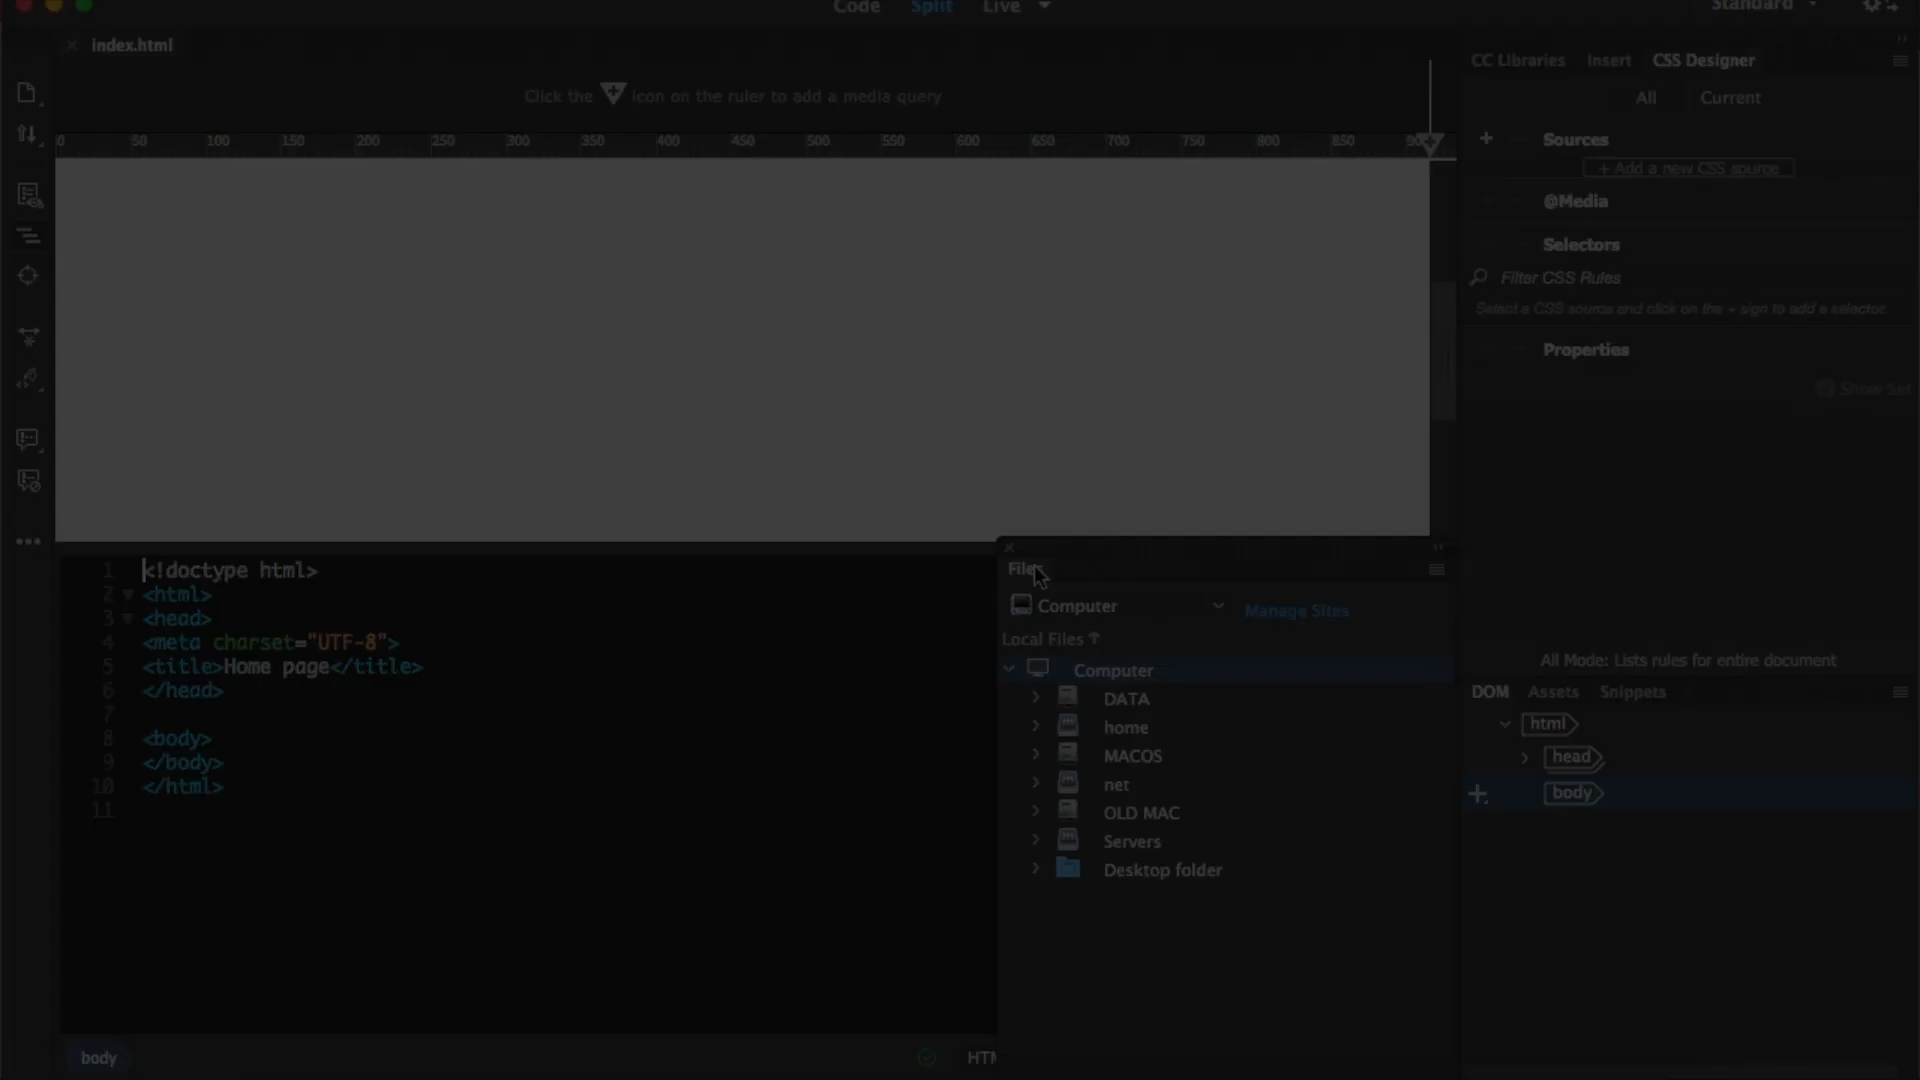 Code Split Live
Standard
index.html
Click the icon on the ruler to add a media query
0 50 100 150 200 250 300 350 400 450 500 550 600 650 700 750 800 850
CC Libraries Insert CSS Designer
All Current
Sources
+ Add a new CSS source
@Media
Selectors
Filter CSS Rules
Select a CSS source and click on the + sign to add a selector.
Properties
Show Set
All Mode: Lists rules for entire document
1 <!doctype html>
2 <html>
3 <head>
4 <meta charset="UTF-8">
5 <title>Home page</title>
6 </head>
7
8 <body>
9 </body>
10 </html>
11
body
Files
Computer Manage Sites
Local Files ↑
Computer
DATA
home
MACOS
net
OLD MAC
Servers
Desktop folder
DOM Assets Snippets
html
head
body